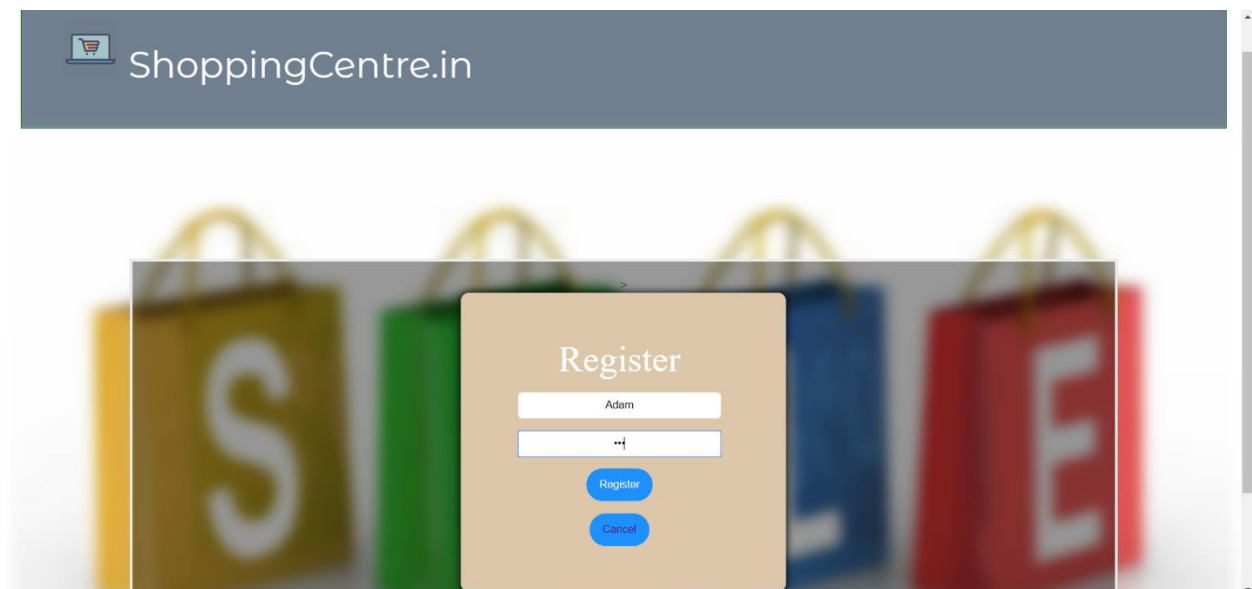 ShoppingCentre.in
>
Register
Adam
•••
Register
Cancel
S L E